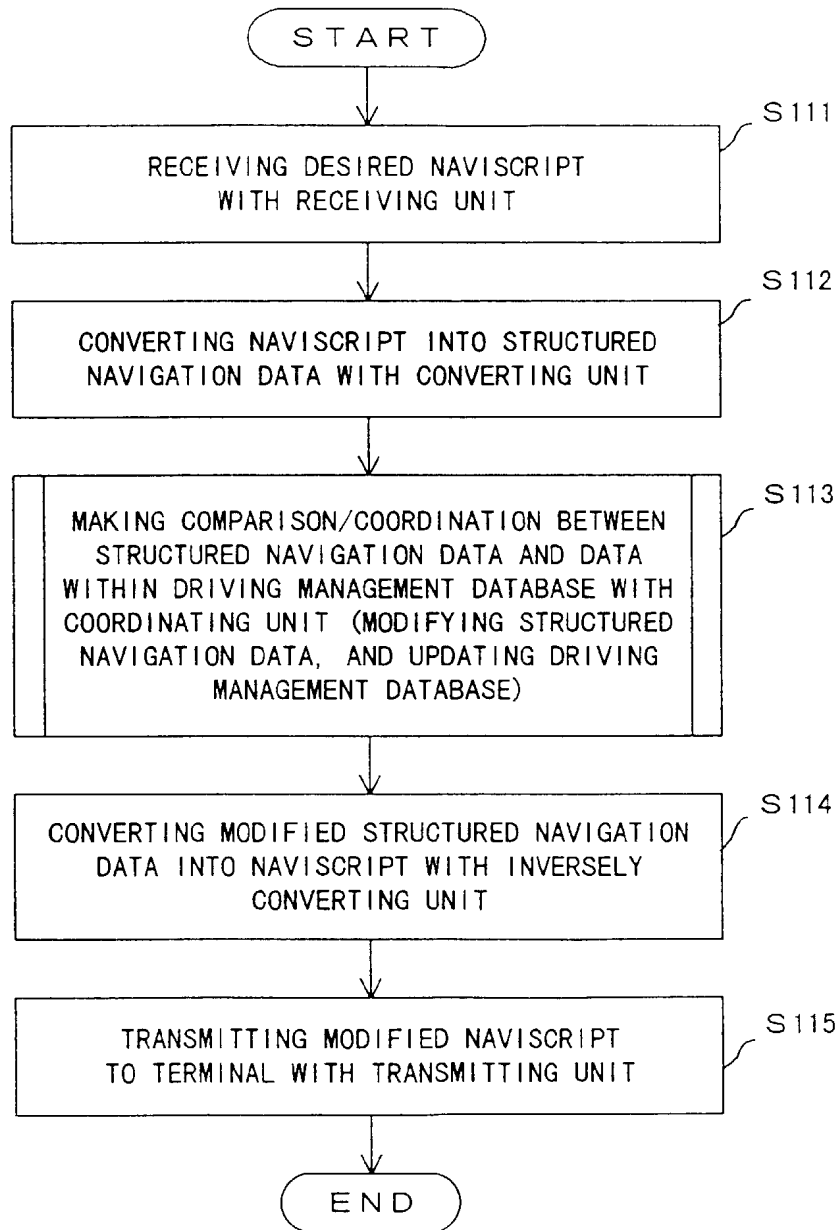 START
S111
RECEIVING DESIRED NAVISCRIPT
WITH RECEIVING UNIT
S112
CONVERTING NAVISCRIPT INTO STRUCTURED
NAVIGATION DATA WITH CONVERTING UNIT
S113
MAKING COMPARISON/COORDINATION BETWEEN
STRUCTURED NAVIGATION DATA AND DATA
WITHIN DRIVING MANAGEMENT DATABASE WITH
COORDINATING UNIT (MODIFYING STRUCTURED
NAVIGATION DATA, AND UPDATING DRIVING
MANAGEMENT DATABASE)
S114
CONVERTING MODIFIED STRUCTURED NAVIGATION
DATA INTO NAVISCRIPT WITH INVERSELY
CONVERTING UNIT
S115
TRANSMITTING MODIFIED NAVISCRIPT
TO TERMINAL WITH TRANSMITTING UNIT
END